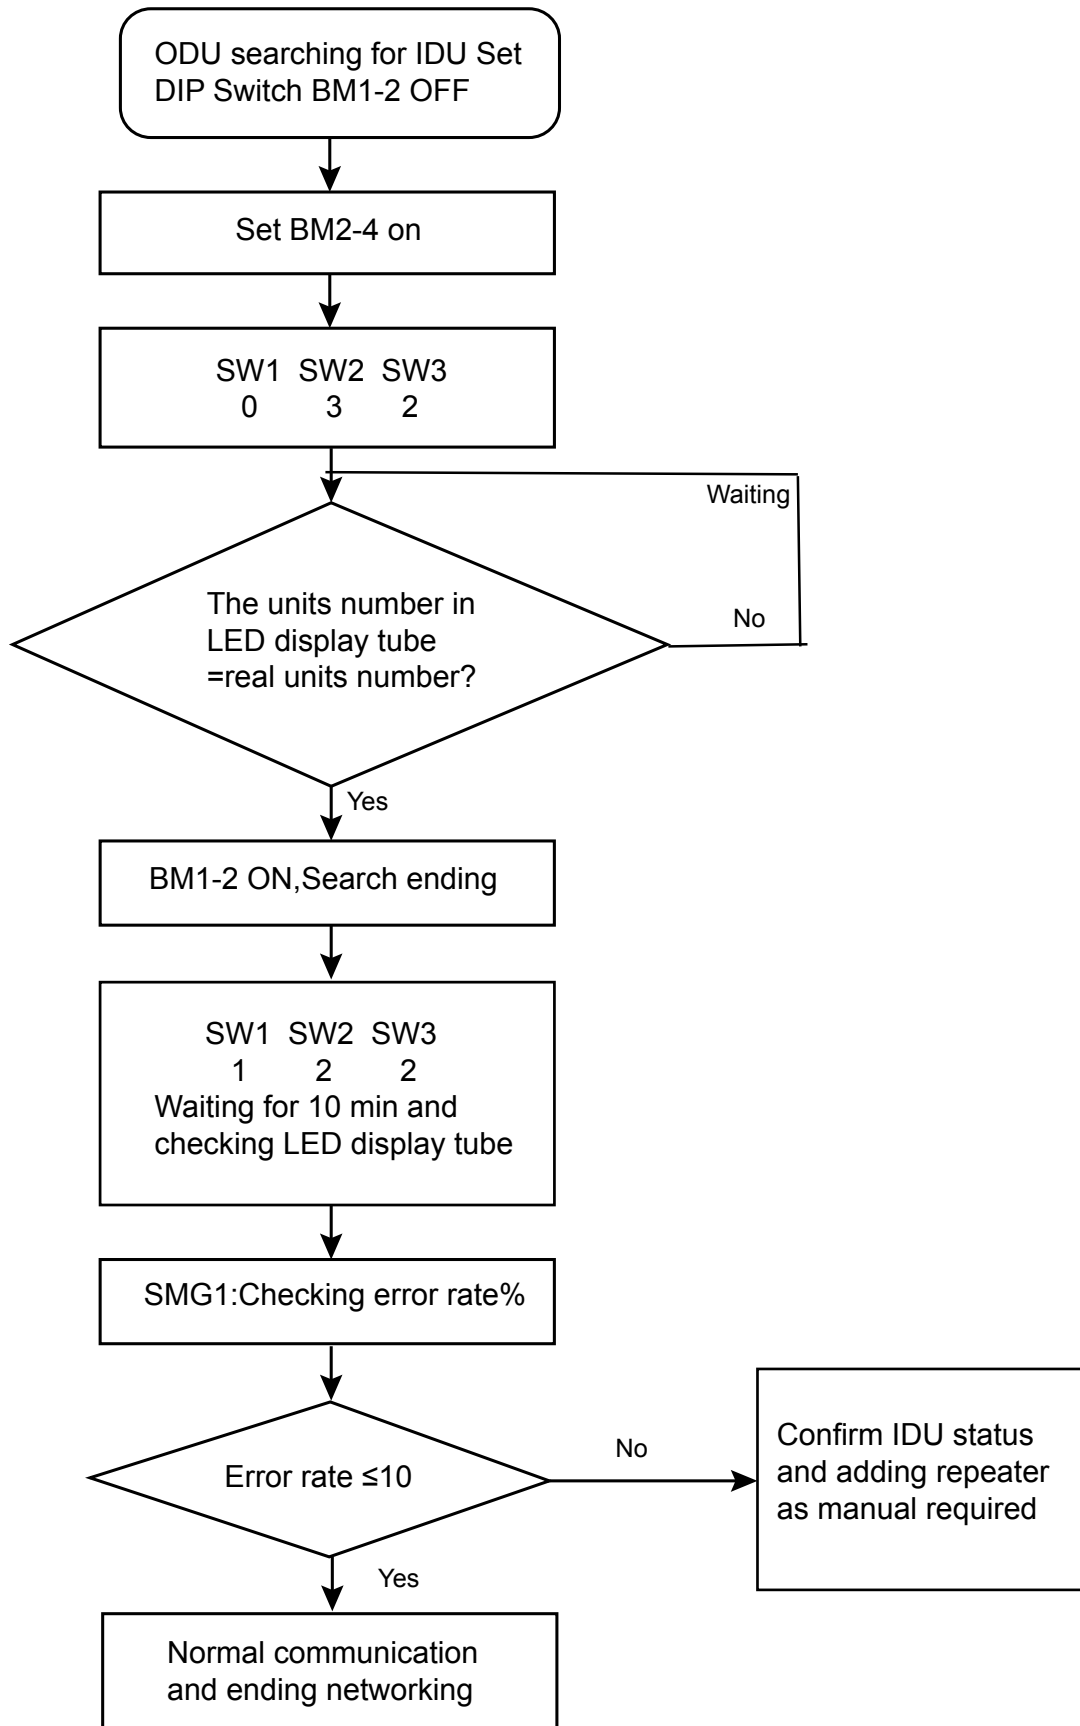 ODU searching for IDU Set
DIP Switch BM1-2 OFF
Set BM2-4 on
SW1 SW2 SW3
0 3 2
Waiting
The units number in
LED display tube
=real units number?
No
Yes
BM1-2 ON,Search ending
SW1 SW2 SW3
1 2 2
Waiting for 10 min and
checking LED display tube
SMG1:Checking error rate%
Error rate ≤10
No
Confirm IDU status
and adding repeater
as manual required
Yes
Normal communication
and ending networking